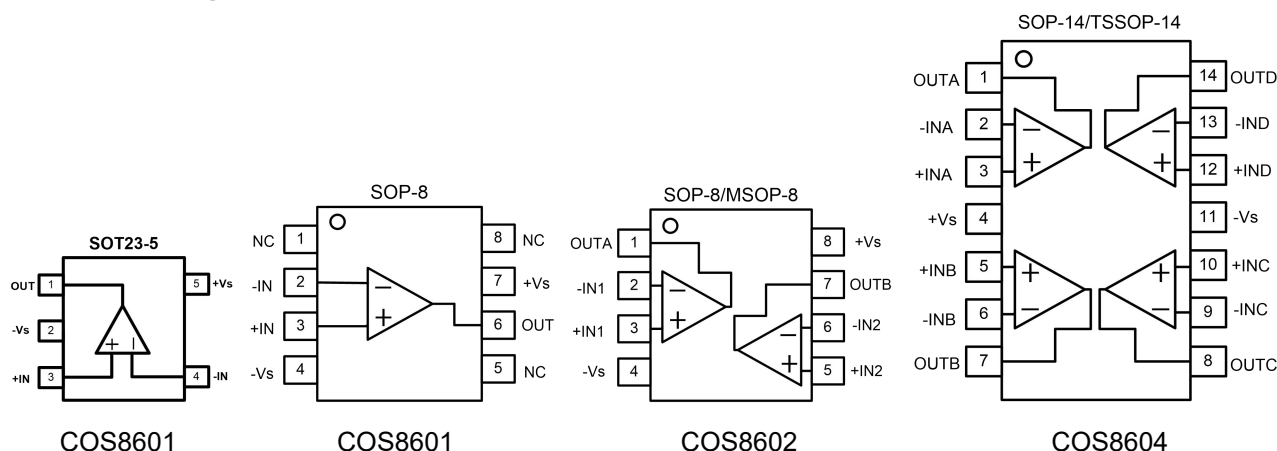 SOT23-5
OUT 1
-Vs 2
+IN 3
5 +Vs
4 -IN
COS8601
SOP-8
NC 1
-IN 2
+IN 3
-Vs 4
8 NC
7 +Vs
6 OUT
5 NC
COS8601
SOP-8/MSOP-8
OUTA 1
-IN1 2
+IN1 3
-Vs 4
8 +Vs
7 OUTB
6 -IN2
5 +IN2
COS8602
SOP-14/TSSOP-14
OUTA 1
-INA 2
+INA 3
+Vs 4
+INB 5
-INB 6
OUTB 7
14 OUTD
13 -IND
12 +IND
11 -Vs
10 +INC
9 -INC
8 OUTC
COS8604